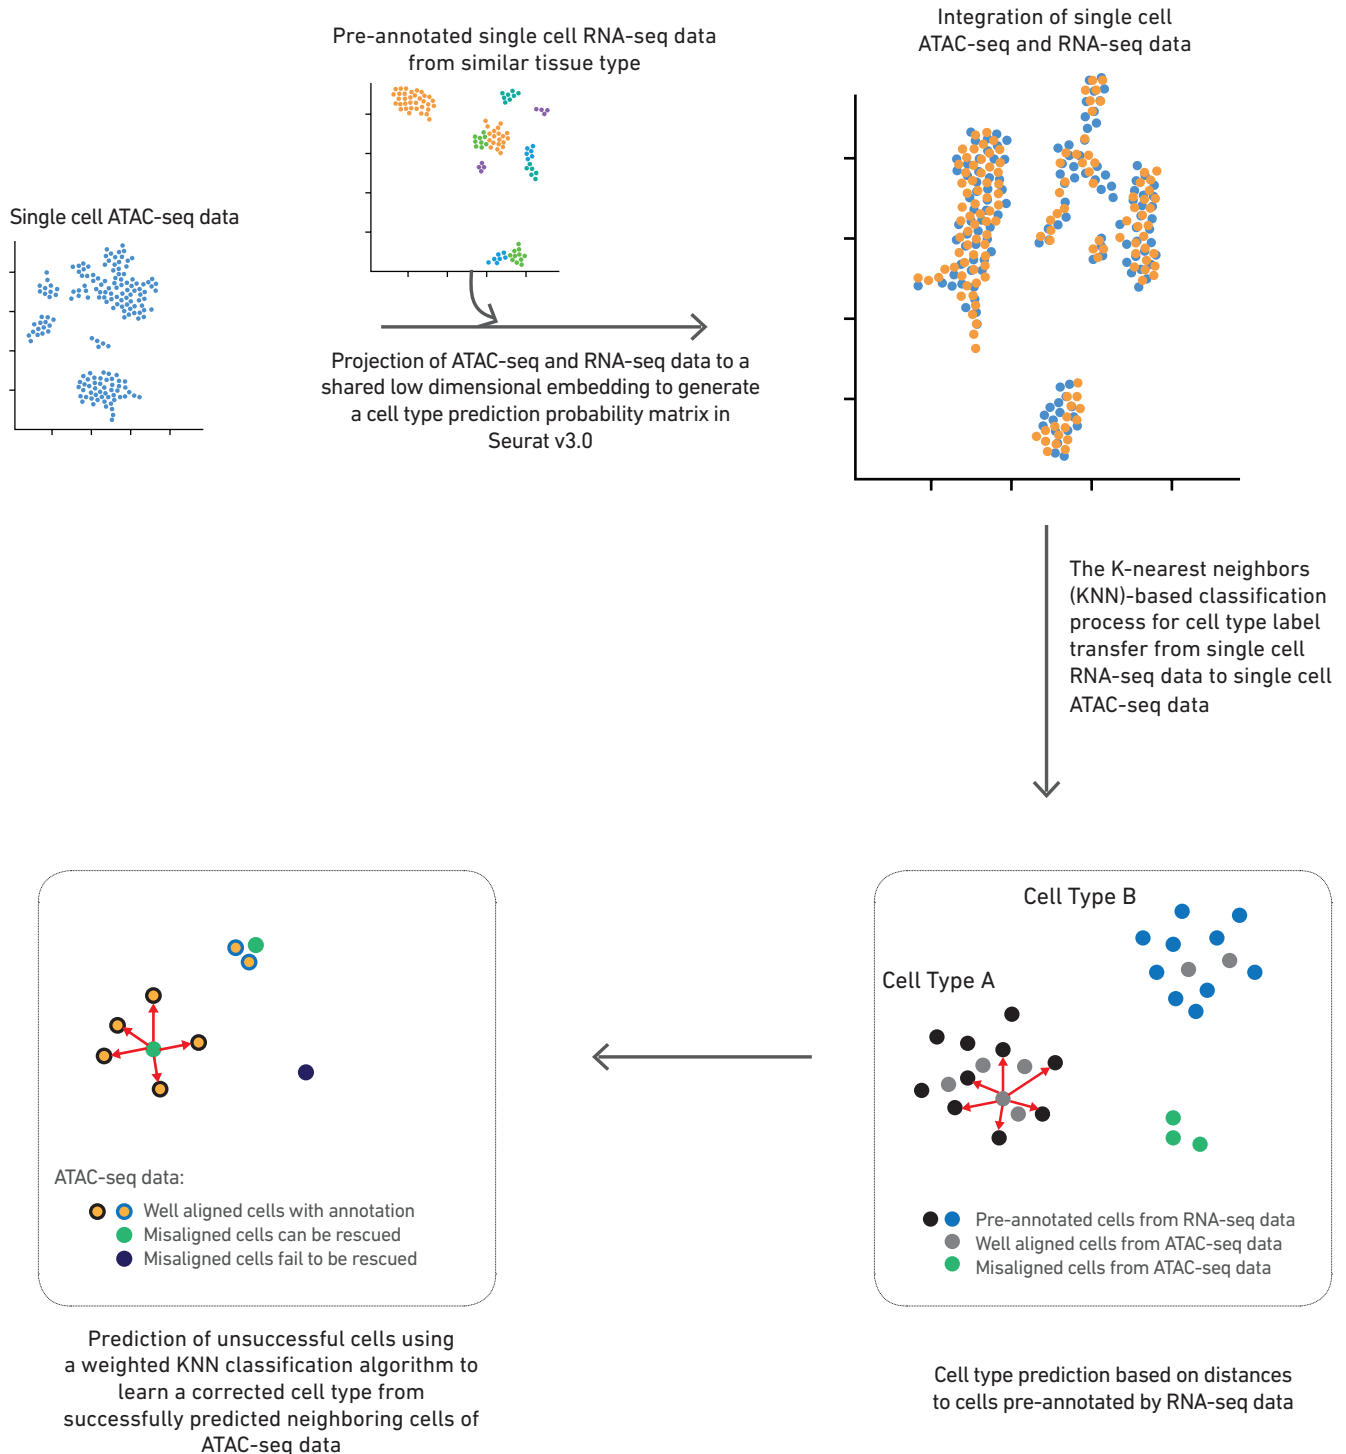 Single cell ATAC-seq data
Pre-annotated single cell RNA-seq data
from similar tissue type
Projection of ATAC-seq and RNA-seq data to a
shared low dimensional embedding to generate
a cell type prediction probability matrix in
Seurat v3.0
Integration of single cell
ATAC-seq and RNA-seq data
The K-nearest neighbors
(KNN)-based classification
process for cell type label
transfer from single cell
RNA-seq data to single cell
ATAC-seq data
Cell Type B
Cell Type A
Pre-annotated cells from RNA-seq data
Well aligned cells from ATAC-seq data
Misaligned cells from ATAC-seq data
Cell type prediction based on distances
to cells pre-annotated by RNA-seq data
ATAC-seq data:
Well aligned cells with annotation
Misaligned cells can be rescued
Misaligned cells fail to be rescued
Prediction of unsuccessful cells using
a weighted KNN classification algorithm to
learn a corrected cell type from
successfully predicted neighboring cells of
ATAC-seq data